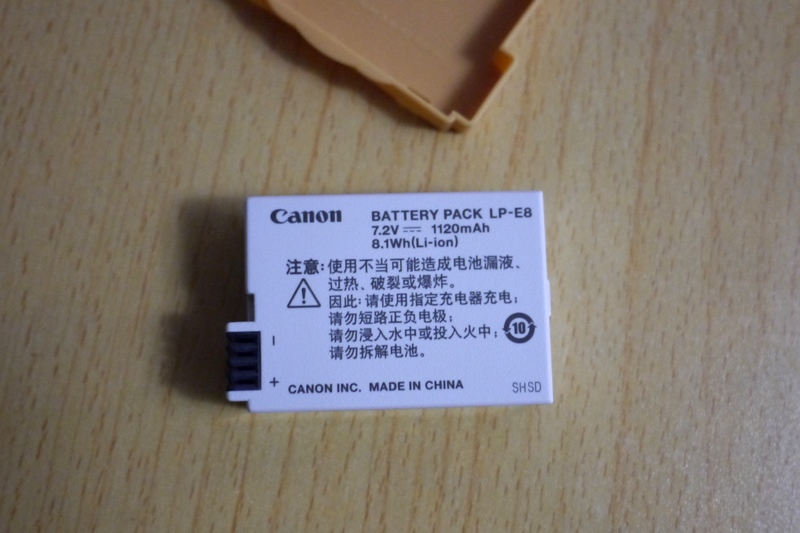 Canon BATTERY PACK LP-E8
7.2V⎓ 1120mAh
8.1Wh(Li-ion)
注意:使用不当可能造成电池漏液、
过热、破裂或爆炸。
因此:请使用指定充电器充电;
请勿短路正负电极;
请勿浸入水中或投入火中;
请勿拆解电池。
10
−
+
CANON INC. MADE IN CHINA
SHSD